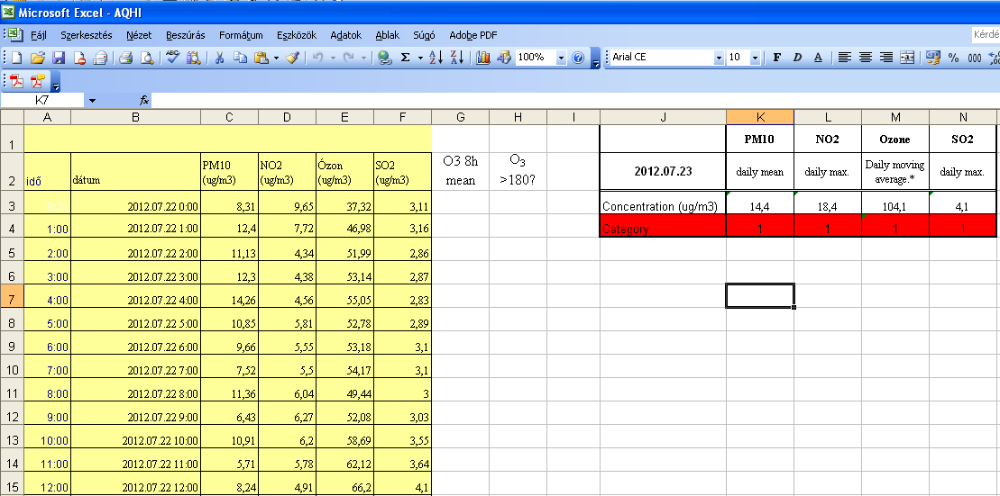 Microsoft Excel - AQHI
Fájl Szerkesztés Nézet Beszúrás Formátum Eszközök Adatok Ablak Súgó Adobe PDF Kérdé
100% Arial CE 10 F D A % 000
K7 fx
A B C D E F G H I J K L M N
1 PM10 NO2 Ozone SO2
2 idő dátum PM10 (ug/m3) NO2 (ug/m3) Ózon (ug/m3) SO2 (ug/m3) O3 8h mean O3 >180? 2012.07.23 daily mean daily max. Daily moving average.* daily max.
3 2012.07.22 0:00 8,31 9,65 37,32 3,11 Concentration (ug/m3) 14,4 18,4 104,1 4,1
4 1:00 2012.07.22 1:00 12,4 7,72 46,98 3,16 Category 1 1 1 1
5 2:00 2012.07.22 2:00 11,13 4,34 51,99 2,86
6 3:00 2012.07.22 3:00 12,3 4,38 53,14 2,87
7 4:00 2012.07.22 4:00 14,26 4,56 55,05 2,83
8 5:00 2012.07.22 5:00 10,85 5,81 52,78 2,89
9 6:00 2012.07.22 6:00 9,66 5,55 53,18 3,1
10 7:00 2012.07.22 7:00 7,52 5,5 54,17 3,1
11 8:00 2012.07.22 8:00 11,36 6,04 49,44 3
12 9:00 2012.07.22 9:00 6,43 6,27 52,08 3,03
13 10:00 2012.07.22 10:00 10,91 6,2 58,69 3,55
14 11:00 2012.07.22 11:00 5,71 5,78 62,12 3,64
15 12:00 2012.07.22 12:00 8,24 4,91 66,2 4,1